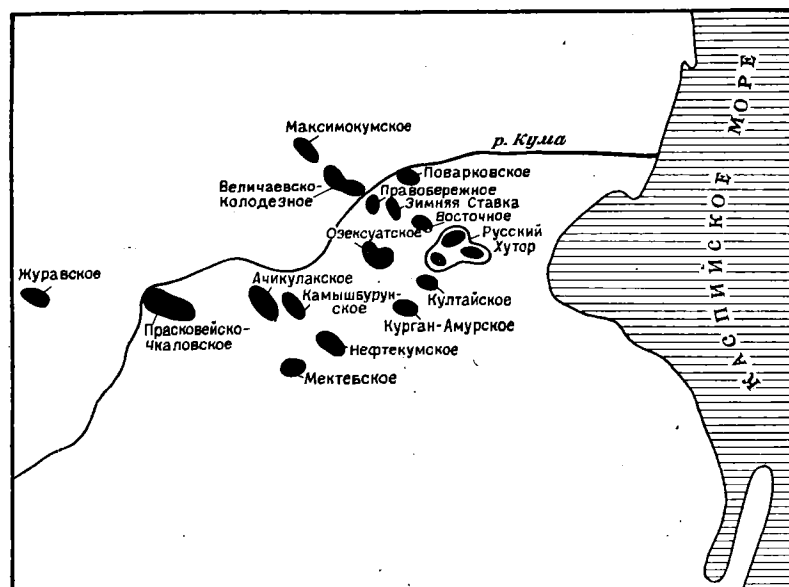 Максимокумское
р. Кума
Величаевско-
Колодезное
Поварковское
Правобережное
Зимняя Ставка
Восточное
Озексуатское
Русский
Хутор
Журавское
Прасковейско-
Чкаловское
Ачикулакское
Камышбурун-
ское
Култайское
Курган-Амурское
Нефтекумское
Мектебское
КАСПИЙСКОЕ МОРЕ